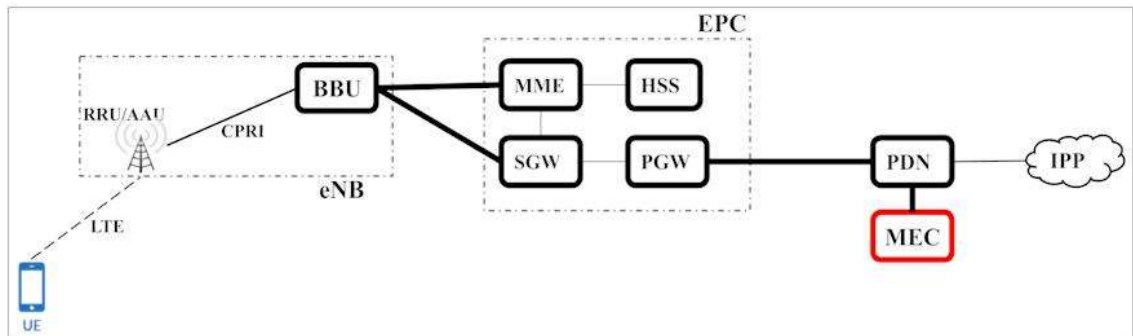 EPC
BBU
MME
HSS
RRU/AAU
CPRI
SGW
PGW
PDN
IPP
eNB
LTE
MEC
UE